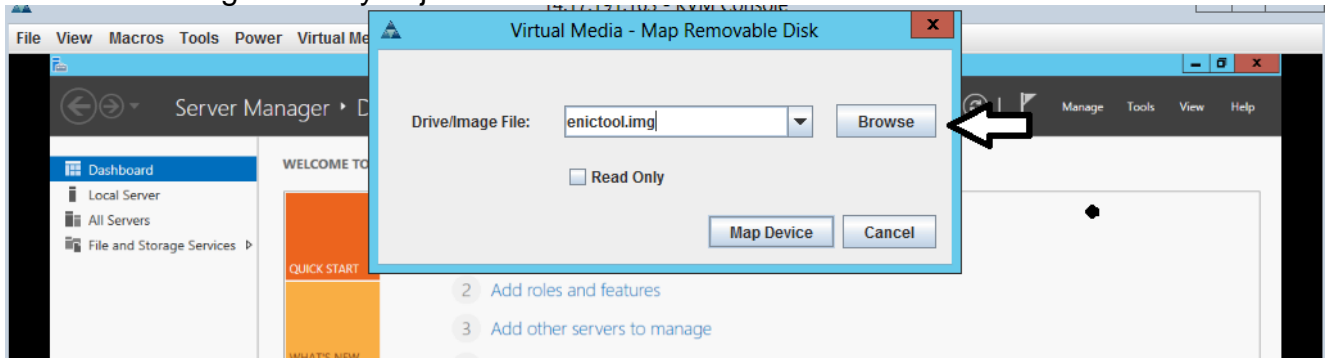 KVM Console
File View Macros Tools Power Virtual Me
Virtual Media - Map Removable Disk
x
Server Manager
Manage Tools View Help
Drive/Image File: enictool.img Browse
Read Only
Map Device Cancel
Dashboard
Local Server
All Servers
File and Storage Services
WELCOME TO
QUICK START
2 Add roles and features
3 Add other servers to manage
WHAT'S NEW